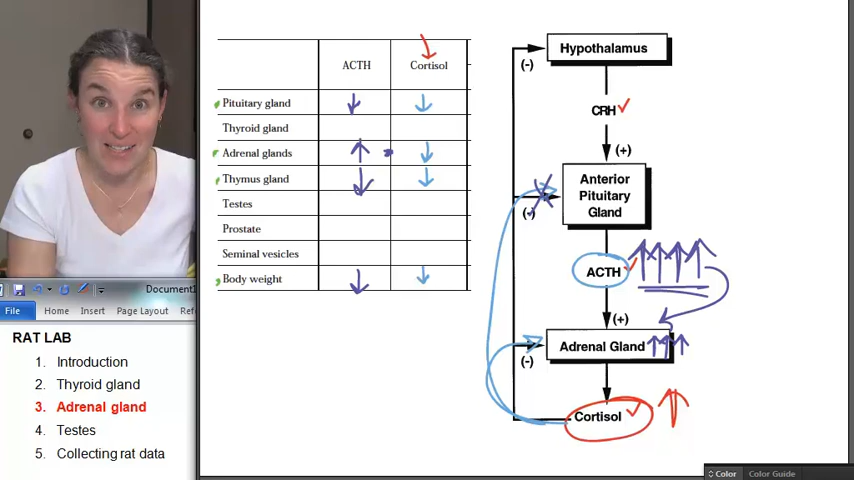 ACTH Cortisol
Pituitary gland
Thyroid gland
Adrenal glands
Thymus gland
Testes
Prostate
Seminal vesicles
Body weight
Hypothalamus
(-)
CRH
(+)
Anterior
Pituitary
Gland
(-)
ACTH
(+)
Adrenal Gland
(-)
Cortisol
Document1
File Home Insert Page Layout Ref
RAT LAB
1. Introduction
2. Thyroid gland
3. Adrenal gland
4. Testes
5. Collecting rat data
Color Color Guide